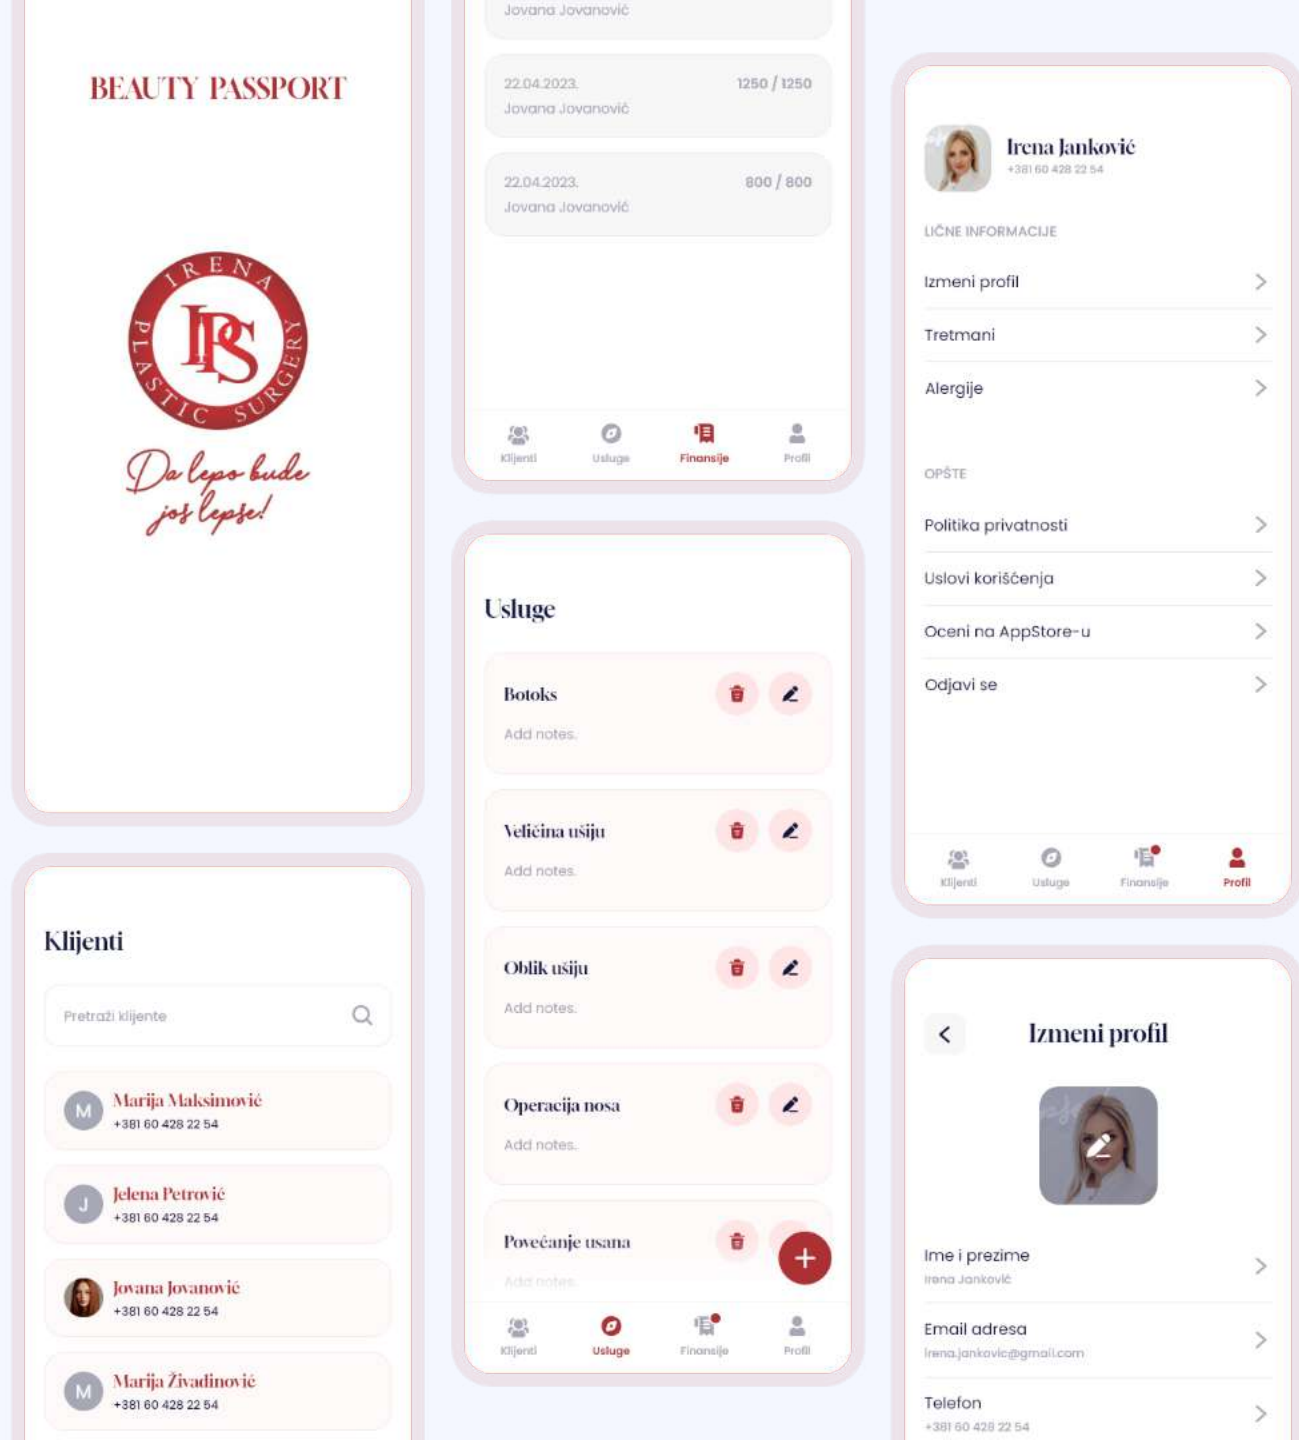 BEAUTY PASSPORT
IRENA
PLASTIC SURGERY
IPS
Da lepo bude
još lepše!
Klijenti
Pretraži klijente
M
Marija Maksimović
+381 60 428 22 54
J
Jelena Petrović
+381 60 428 22 54
Jovana Jovanović
+381 60 428 22 54
M
Marija Živadinović
+381 60 428 22 54
Jovana Jovanović
22.04.2023.
1250 / 1250
Jovana Jovanović
22.04.2023.
800 / 800
Jovana Jovanović
Klijenti
Usluge
Finansije
Profil
Usluge
Botoks
Add notes.
Veličina ušiju
Add notes.
Oblik ušiju
Add notes.
Operacija nosa
Add notes.
Povećanje usana
Add notes.
Klijenti
Usluge
Finansije
Profil
Irena Janković
+381 60 428 22 54
LIČNE INFORMACIJE
Izmeni profil
Tretmani
Alergije
OPŠTE
Politika privatnosti
Uslovi korišćenja
Oceni na AppStore-u
Odjavi se
Klijenti
Usluge
Finansije
Profil
Izmeni profil
Ime i prezime
Irena Janković
Email adresa
irena.jankovic@gmail.com
Telefon
+381 60 428 22 54